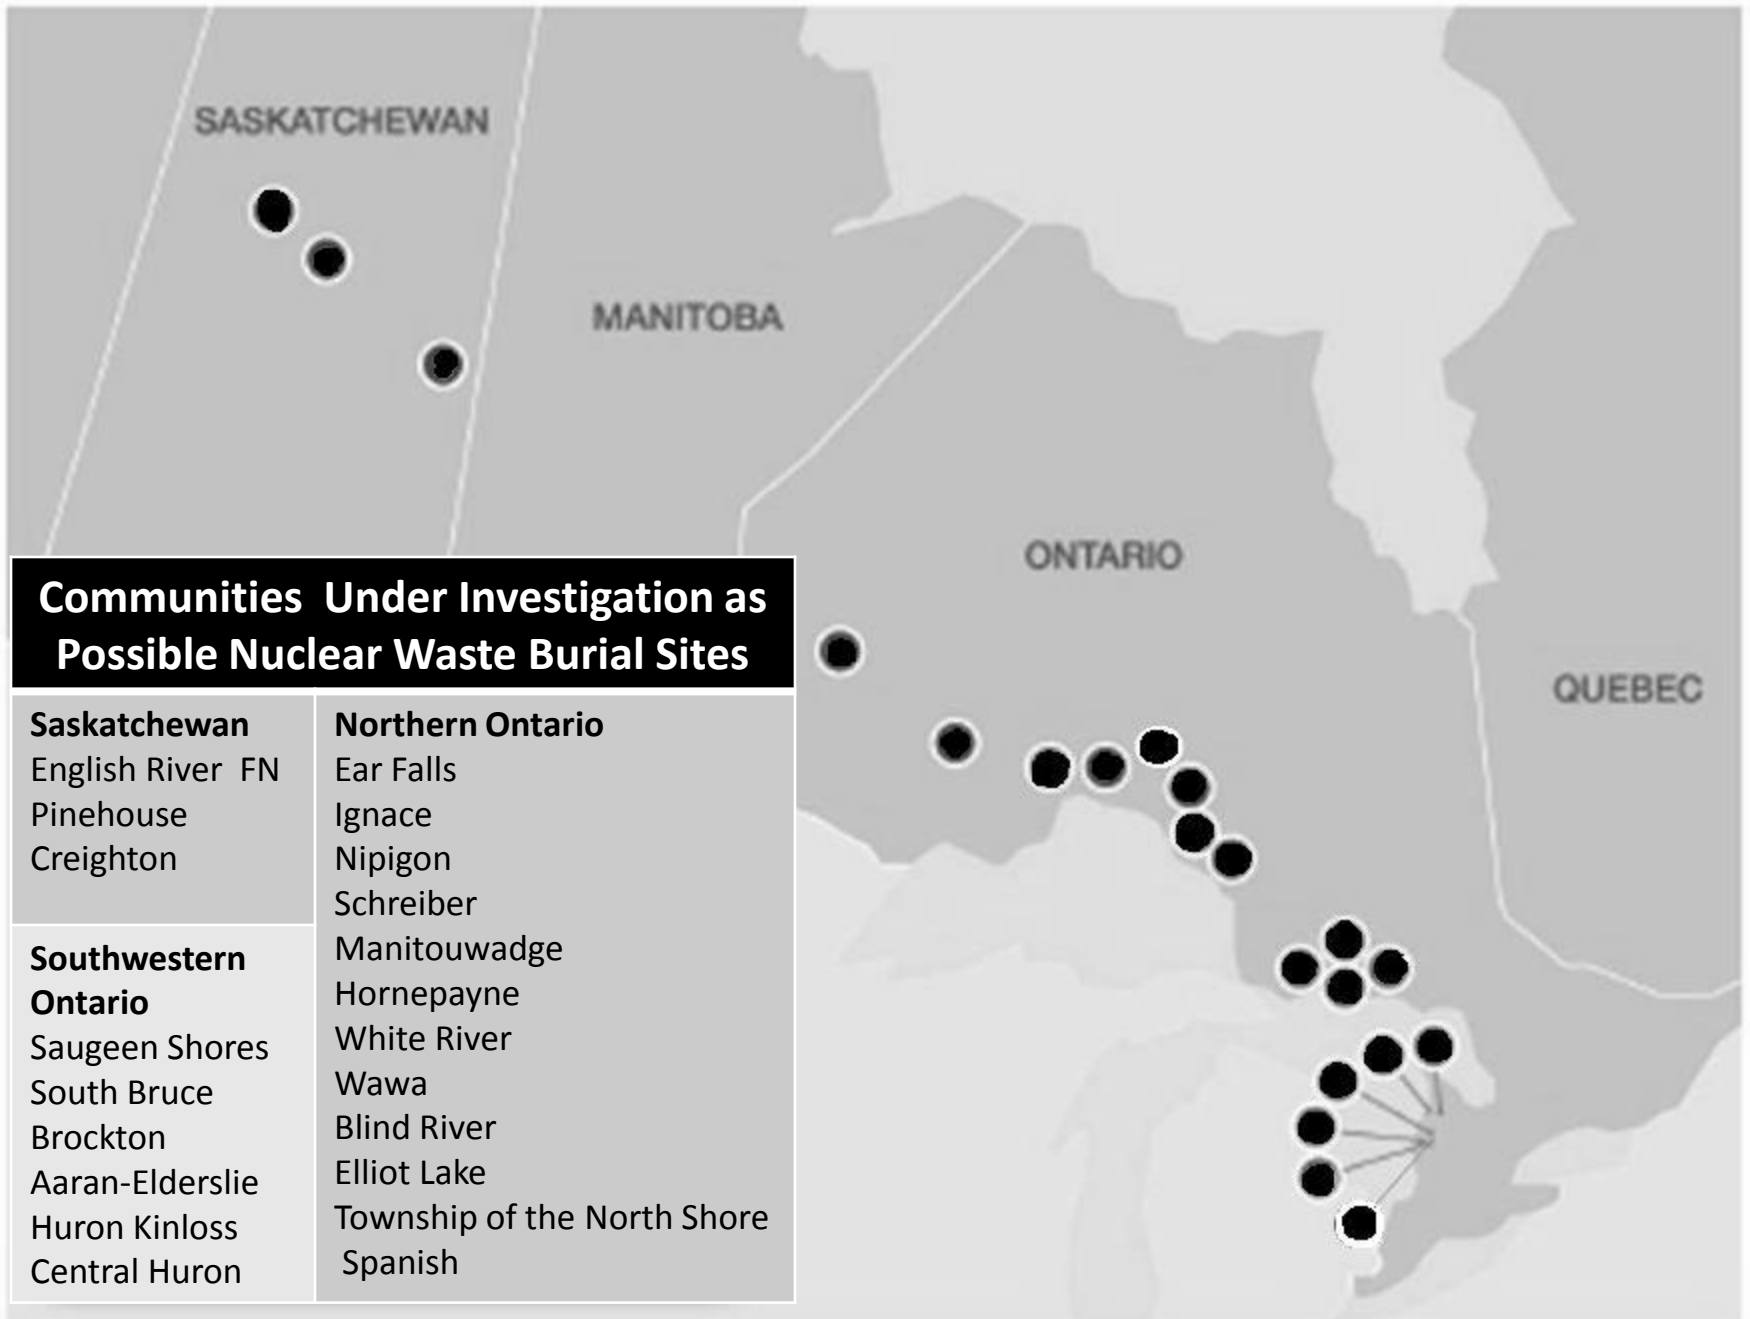 SASKATCHEWAN
MANITOBA
ONTARIO
QUEBEC
Communities  Under Investigation as
Possible Nuclear Waste Burial Sites
Saskatchewan
English River  FN
Pinehouse
Creighton
Southwestern
Ontario
Saugeen Shores
South Bruce
Brockton
Aaran-Elderslie
Huron Kinloss
Central Huron
Northern Ontario
Ear Falls
Ignace
Nipigon
Schreiber
Manitouwadge
Hornepayne
White River
Wawa
Blind River
Elliot Lake
Township of the North Shore
Spanish